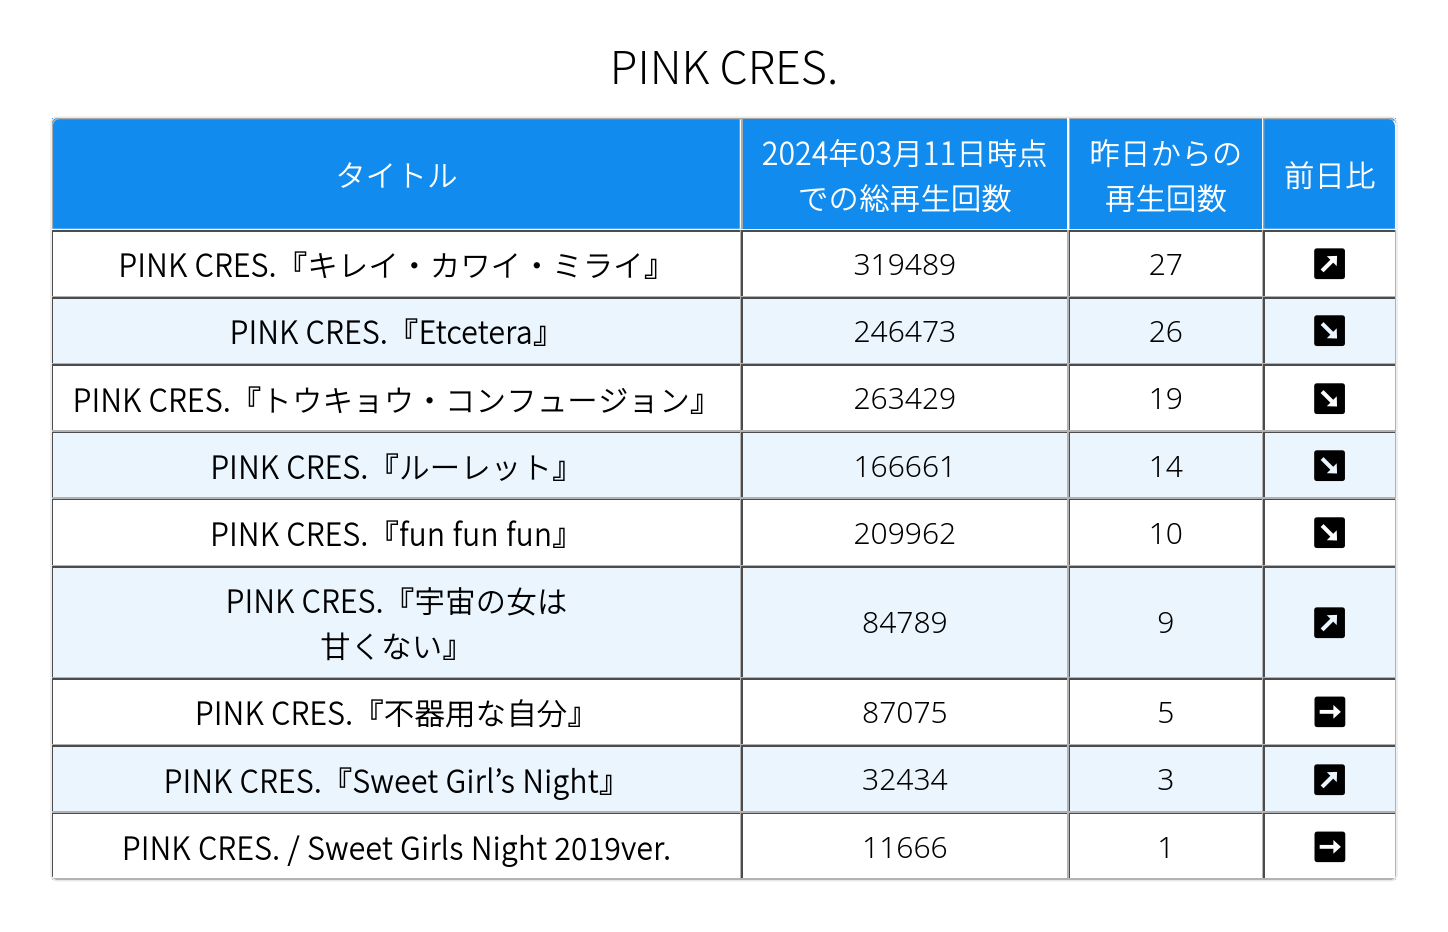 PINK CRES.
タイトル
2024年03月11日時点
での総再生回数
昨日からの
再生回数
前日比
PINK CRES.『キレイ・カワイ・ミライ』 319489 27
PINK CRES.『Etcetera』 246473 26
PINK CRES.『トウキョウ・コンフュージョン』 263429 19
PINK CRES.『ルーレット』 166661 14
PINK CRES.『fun fun fun』 209962 10
PINK CRES.『宇宙の女は
甘くない』 84789 9
PINK CRES.『不器用な自分』 87075 5
PINK CRES.『Sweet Girl’s Night』 32434 3
PINK CRES. / Sweet Girls Night 2019ver. 11666 1